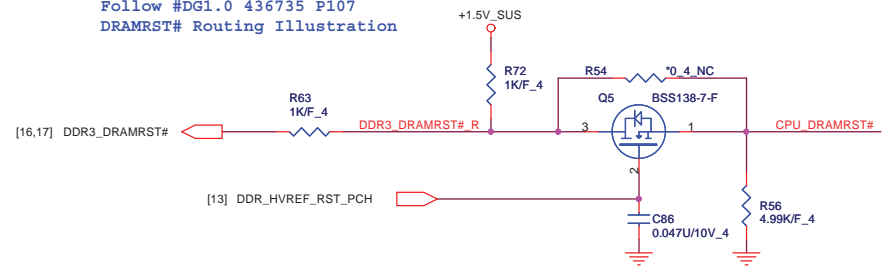 Follow #DG1.0 436735 P107
DRAMRST# Routing Illustration
+1.5V_SUS
R72
1K/F_4
R54
*0_4_NC
Q5
BSS138-7-F
R63
1K/F_4
[16,17] DDR3_DRAMRST#
DDR3_DRAMRST#_R
3
1
CPU_DRAMRST#
2
[13] DDR_HVREF_RST_PCH
C86
0.047U/10V_4
R56
4.99K/F_4